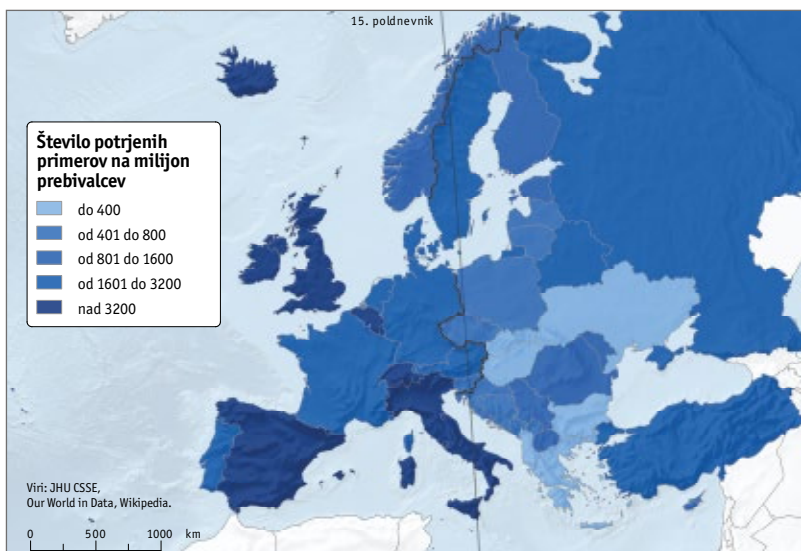 15. poldnevnik
Število potrjenih
primerov na milijon
prebivalcev
do 400
od 401 do 800
od 801 do 1600
od 1601 do 3200
nad 3200
Viri: JHU CSSE,
Our World in Data, Wikipedia.
0 500 1000 km